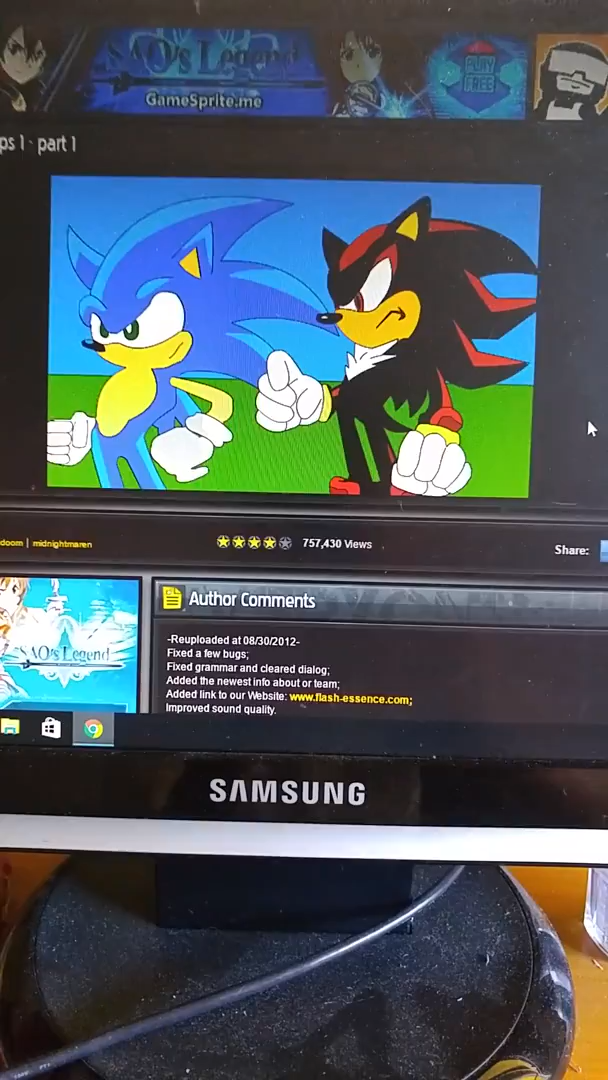 SAO's Legend
GameSprite.me
PLAY
FREE
ps 1 - part 1
doom | midnightmaren
757,430 Views
Share:
SAO's Legend
Author Comments
-Reuploaded at 08/30/2012-
Fixed a few bugs;
Fixed grammar and cleared dialog;
Added the newest info about or team;
Added link to our Website: www.flash-essence.com;
Improved sound quality.
SAMSUNG